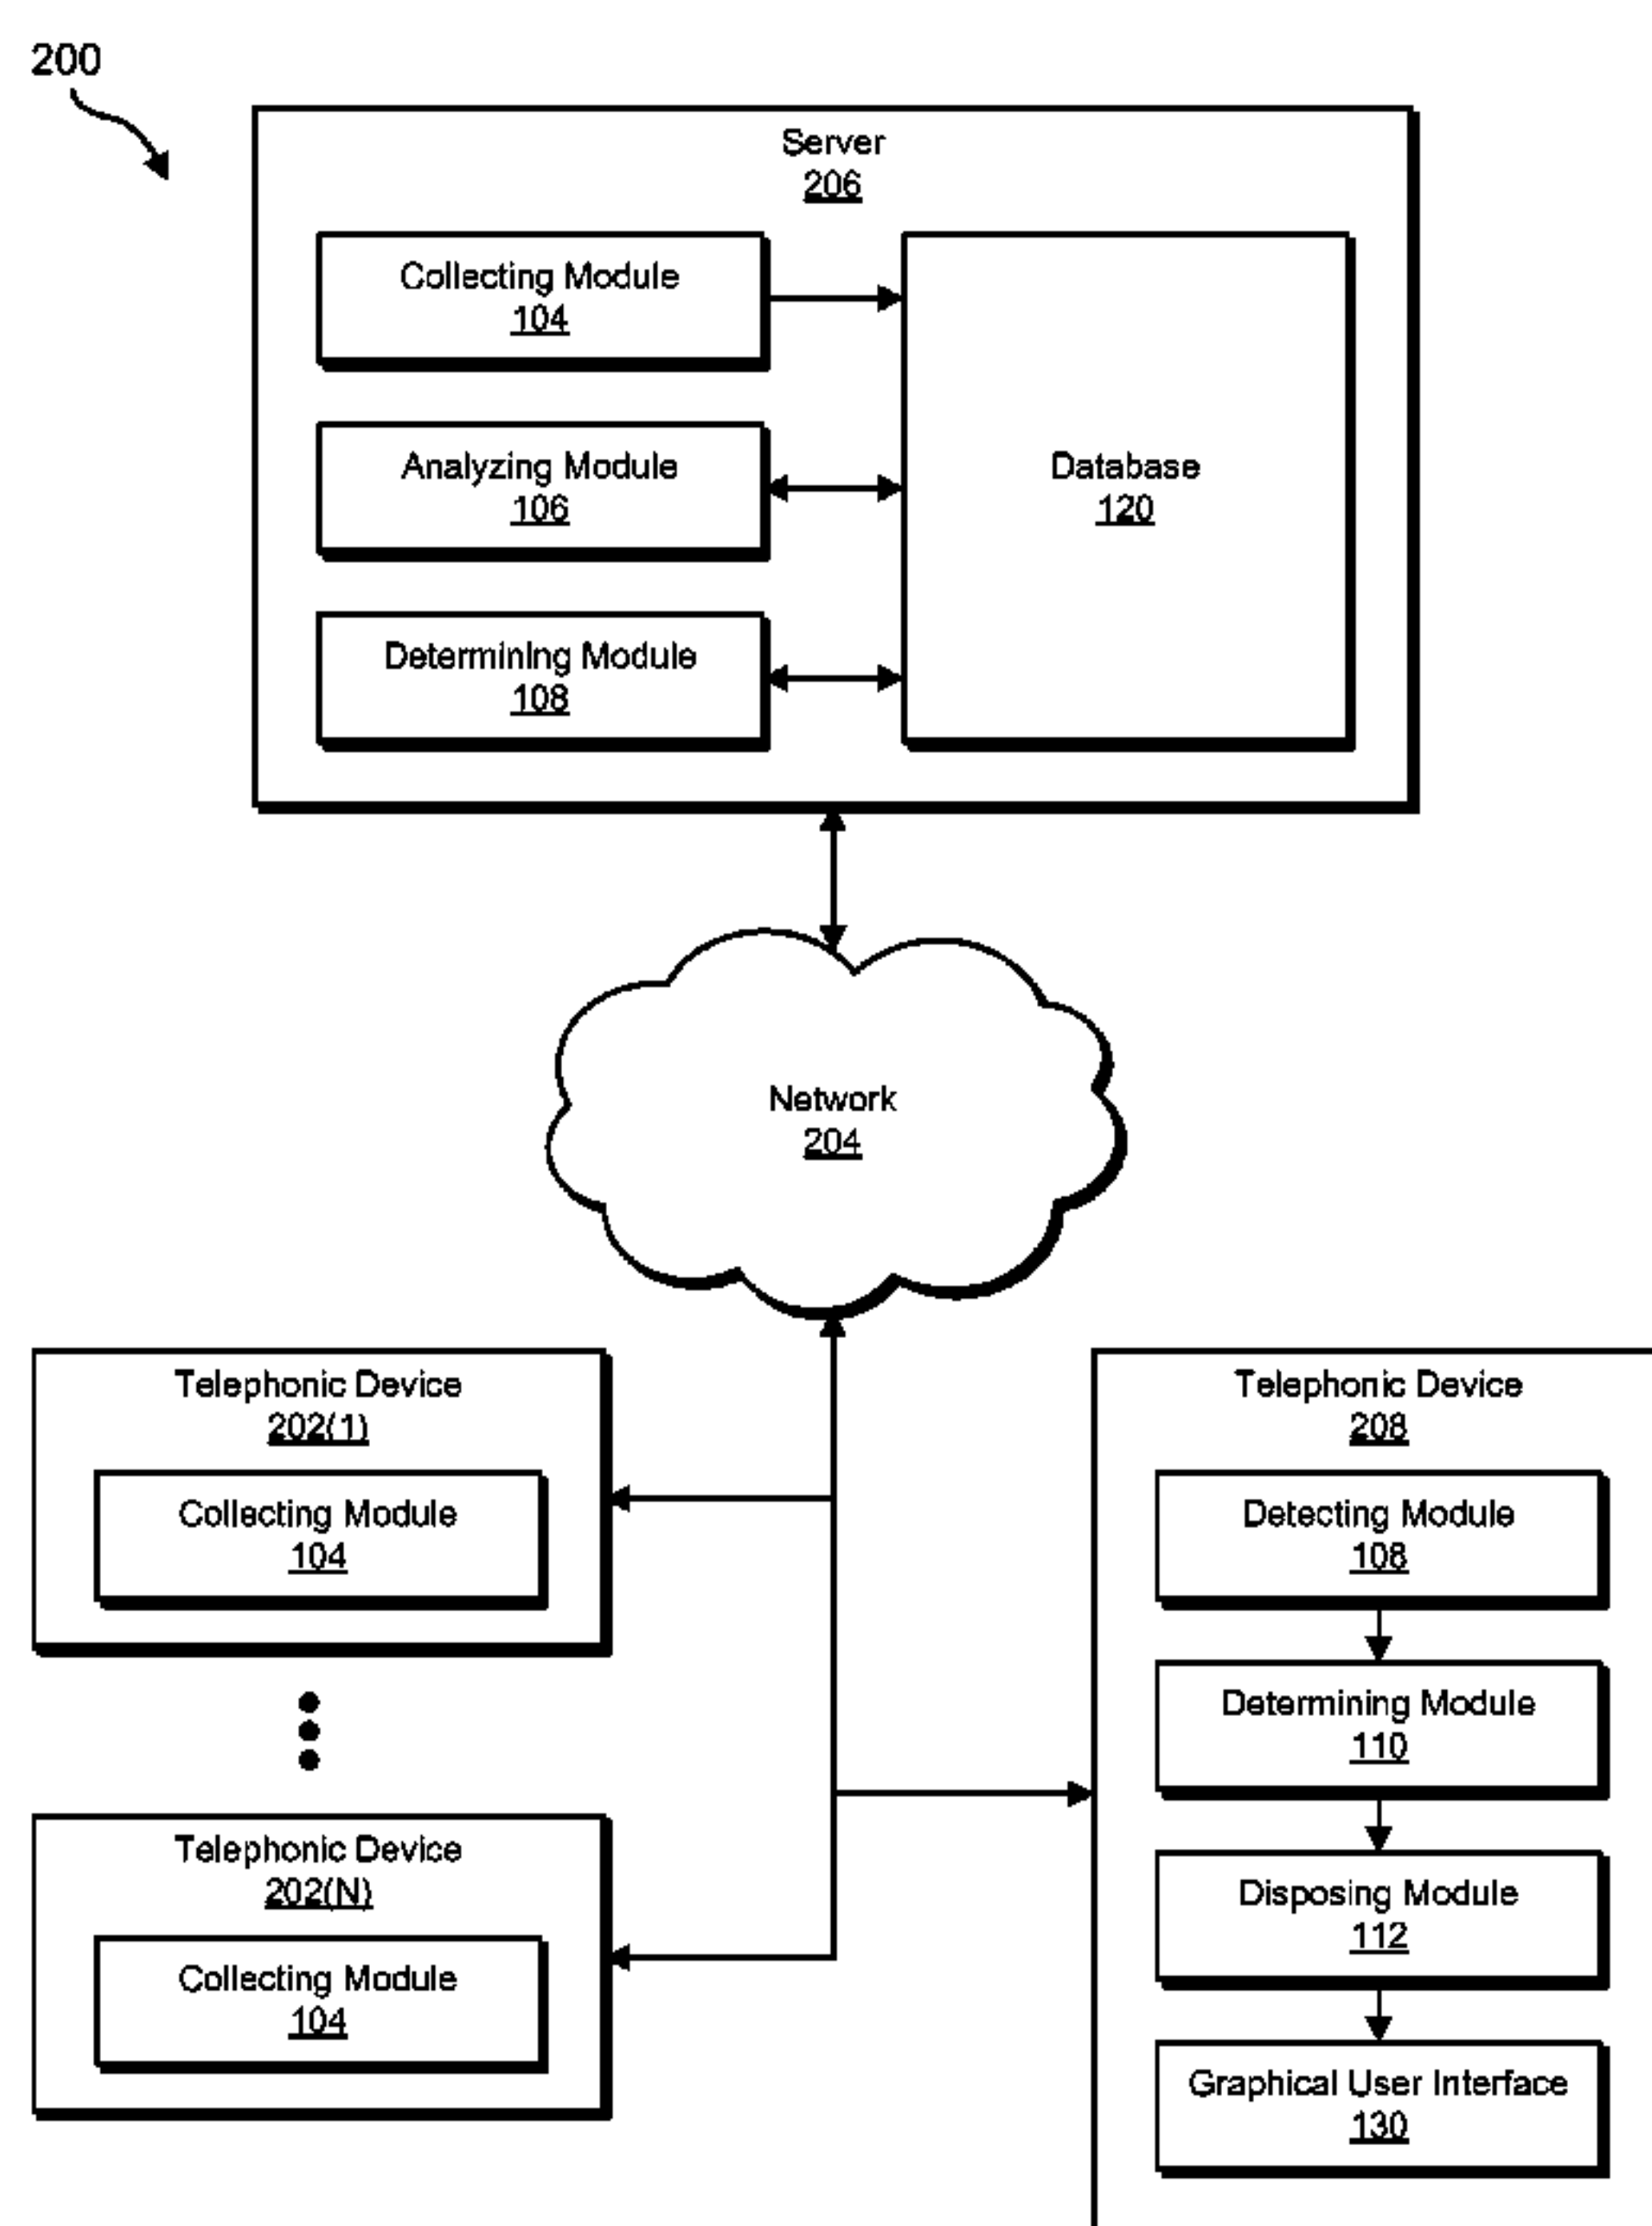 200
Server
206
Collecting Module
104
Analyzing Module
106
Determining Module
108
Database
120
Network
204
Telephonic Device
202(1)
Collecting Module
104
Telephonic Device
202(N)
Collecting Module
104
Telephonic Device
208
Detecting Module
108
Determining Module
110
Disposing Module
112
Graphical User Interface
130